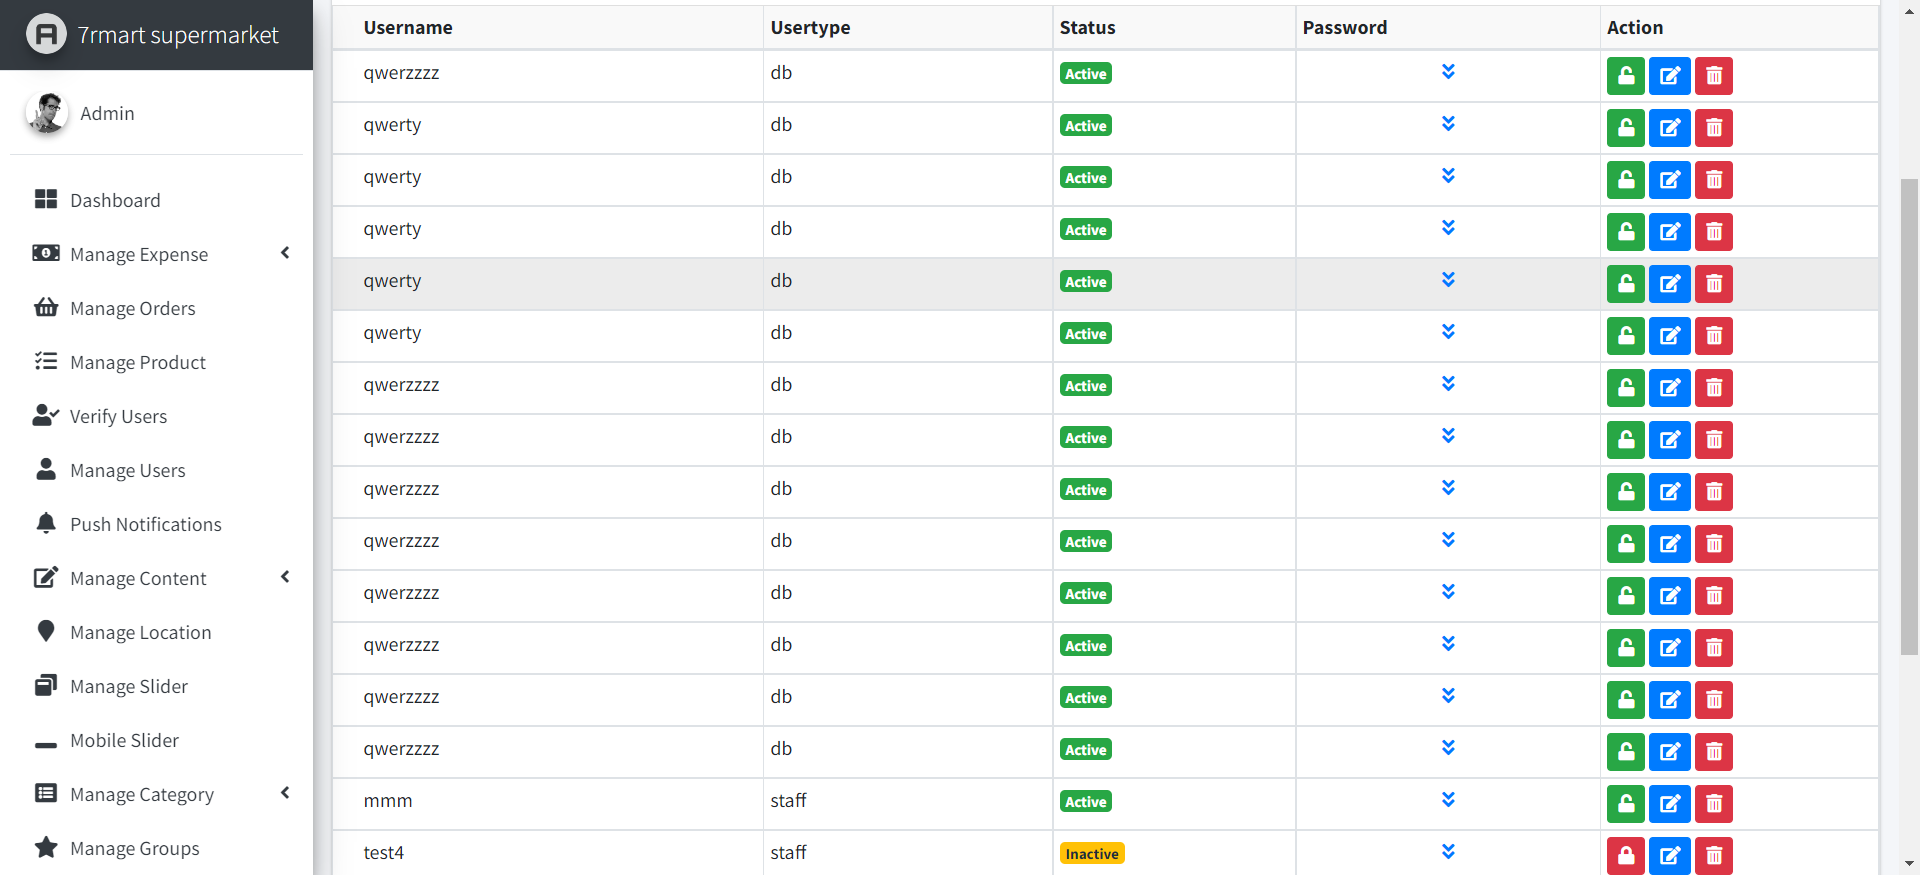 7rmart supermarket
Admin
Dashboard
Manage Expense
Manage Orders
Manage Product
Verify Users
Manage Users
Push Notifications
Manage Content
Manage Location
Manage Slider
Mobile Slider
Manage Category
Manage Groups
Username Usertype Status Password Action
qwerzzzz db Active
qwerty db Active
qwerty db Active
qwerty db Active
qwerty db Active
qwerty db Active
qwerzzzz db Active
qwerzzzz db Active
qwerzzzz db Active
qwerzzzz db Active
qwerzzzz db Active
qwerzzzz db Active
qwerzzzz db Active
qwerzzzz db Active
mmm staff Active
test4 staff Inactive